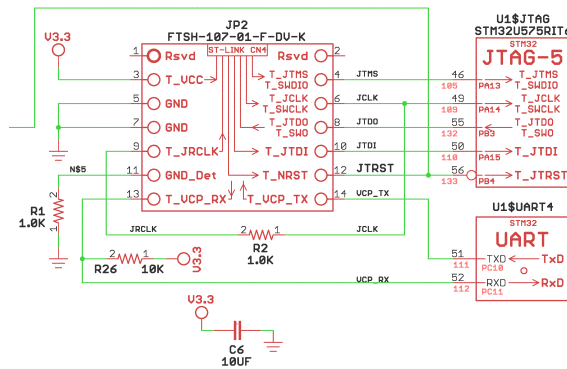 JP2
FTSH-107-01-F-DV-K
U1$JTAG
STM32U575RIT6
V3.3
1 Rsvd ST-LINK CN4 Rsvd 2
STM32
JTAG-5
3 T_VCC T_JTMS 4 JTMS 46 T_JTMS
T_SWDIO 105 PA13 T_SWDIO
5 GND T_JCLK 6 JCLK 49 T_JCLK
T_SWCLK 109 PA14 T_SWCLK
7 GND T_JTDO 8 JTDO 55 T_JTDO
T_SWO 132 PB3 T_SWO
9 T_JRCLK T_JTDI 10 JTDI 50 T_JTDI
110 PA15
N$5 11 GND_Det T_NRST 12 JTRST 56 T_JTRST
133 PB4
13 T_VCP_RX T_VCP_TX 14 VCP_TX
R1
1.0K
2
1
U1$UART4
STM32
UART
JRCLK 2 1 JCLK
R2
1.0K
51 TXD TxD
111 PC10
R26 2 1 10K V3.3
VCP_RX 52 RXD RxD
112 PC11
V3.3
C6
10UF